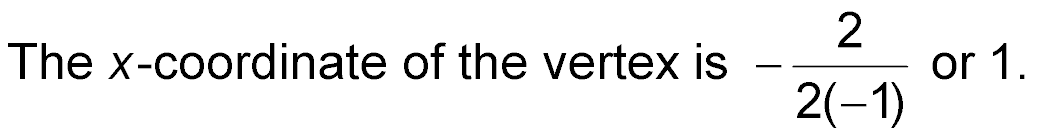 The x-coordinate of the vertex is −2/2(−1) or 1.